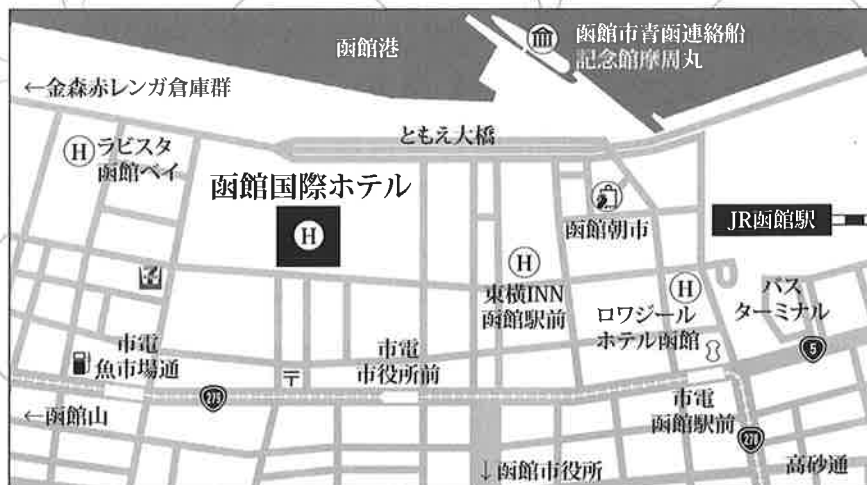 函館港
函館市青函連絡船
記念館摩周丸
←金森赤レンガ倉庫群
ともえ大橋
H ラビスタ
函館ベイ
函館国際ホテル
H
函館朝市
JR函館駅
H
東横INN
函館駅前
H
ロワジール
ホテル函館
バス
ターミナル
5
市電
魚市場通
〒
市電
市役所前
279
←函館山
市電
函館駅前
278
↓函館市役所
高砂通